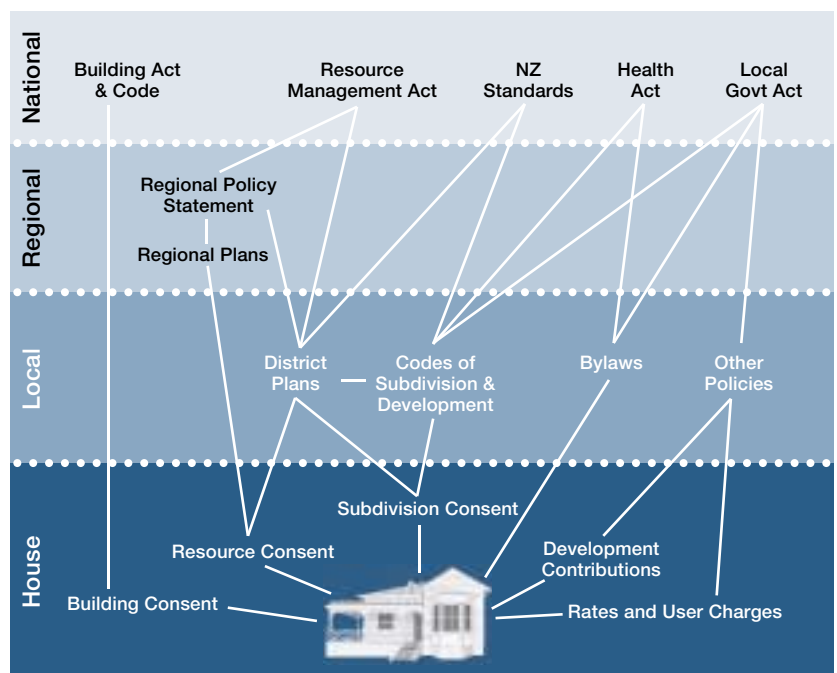 National
Building Act
& Code
Resource
Management Act
NZ
Standards
Health
Act
Local
Govt Act
Regional
Regional Policy
Statement
Regional Plans
Local
District
Plans
Codes of
Subdivision &
Development
Bylaws
Other
Policies
House
Subdivision Consent
Resource Consent
Development
Contributions
Building Consent
Rates and User Charges